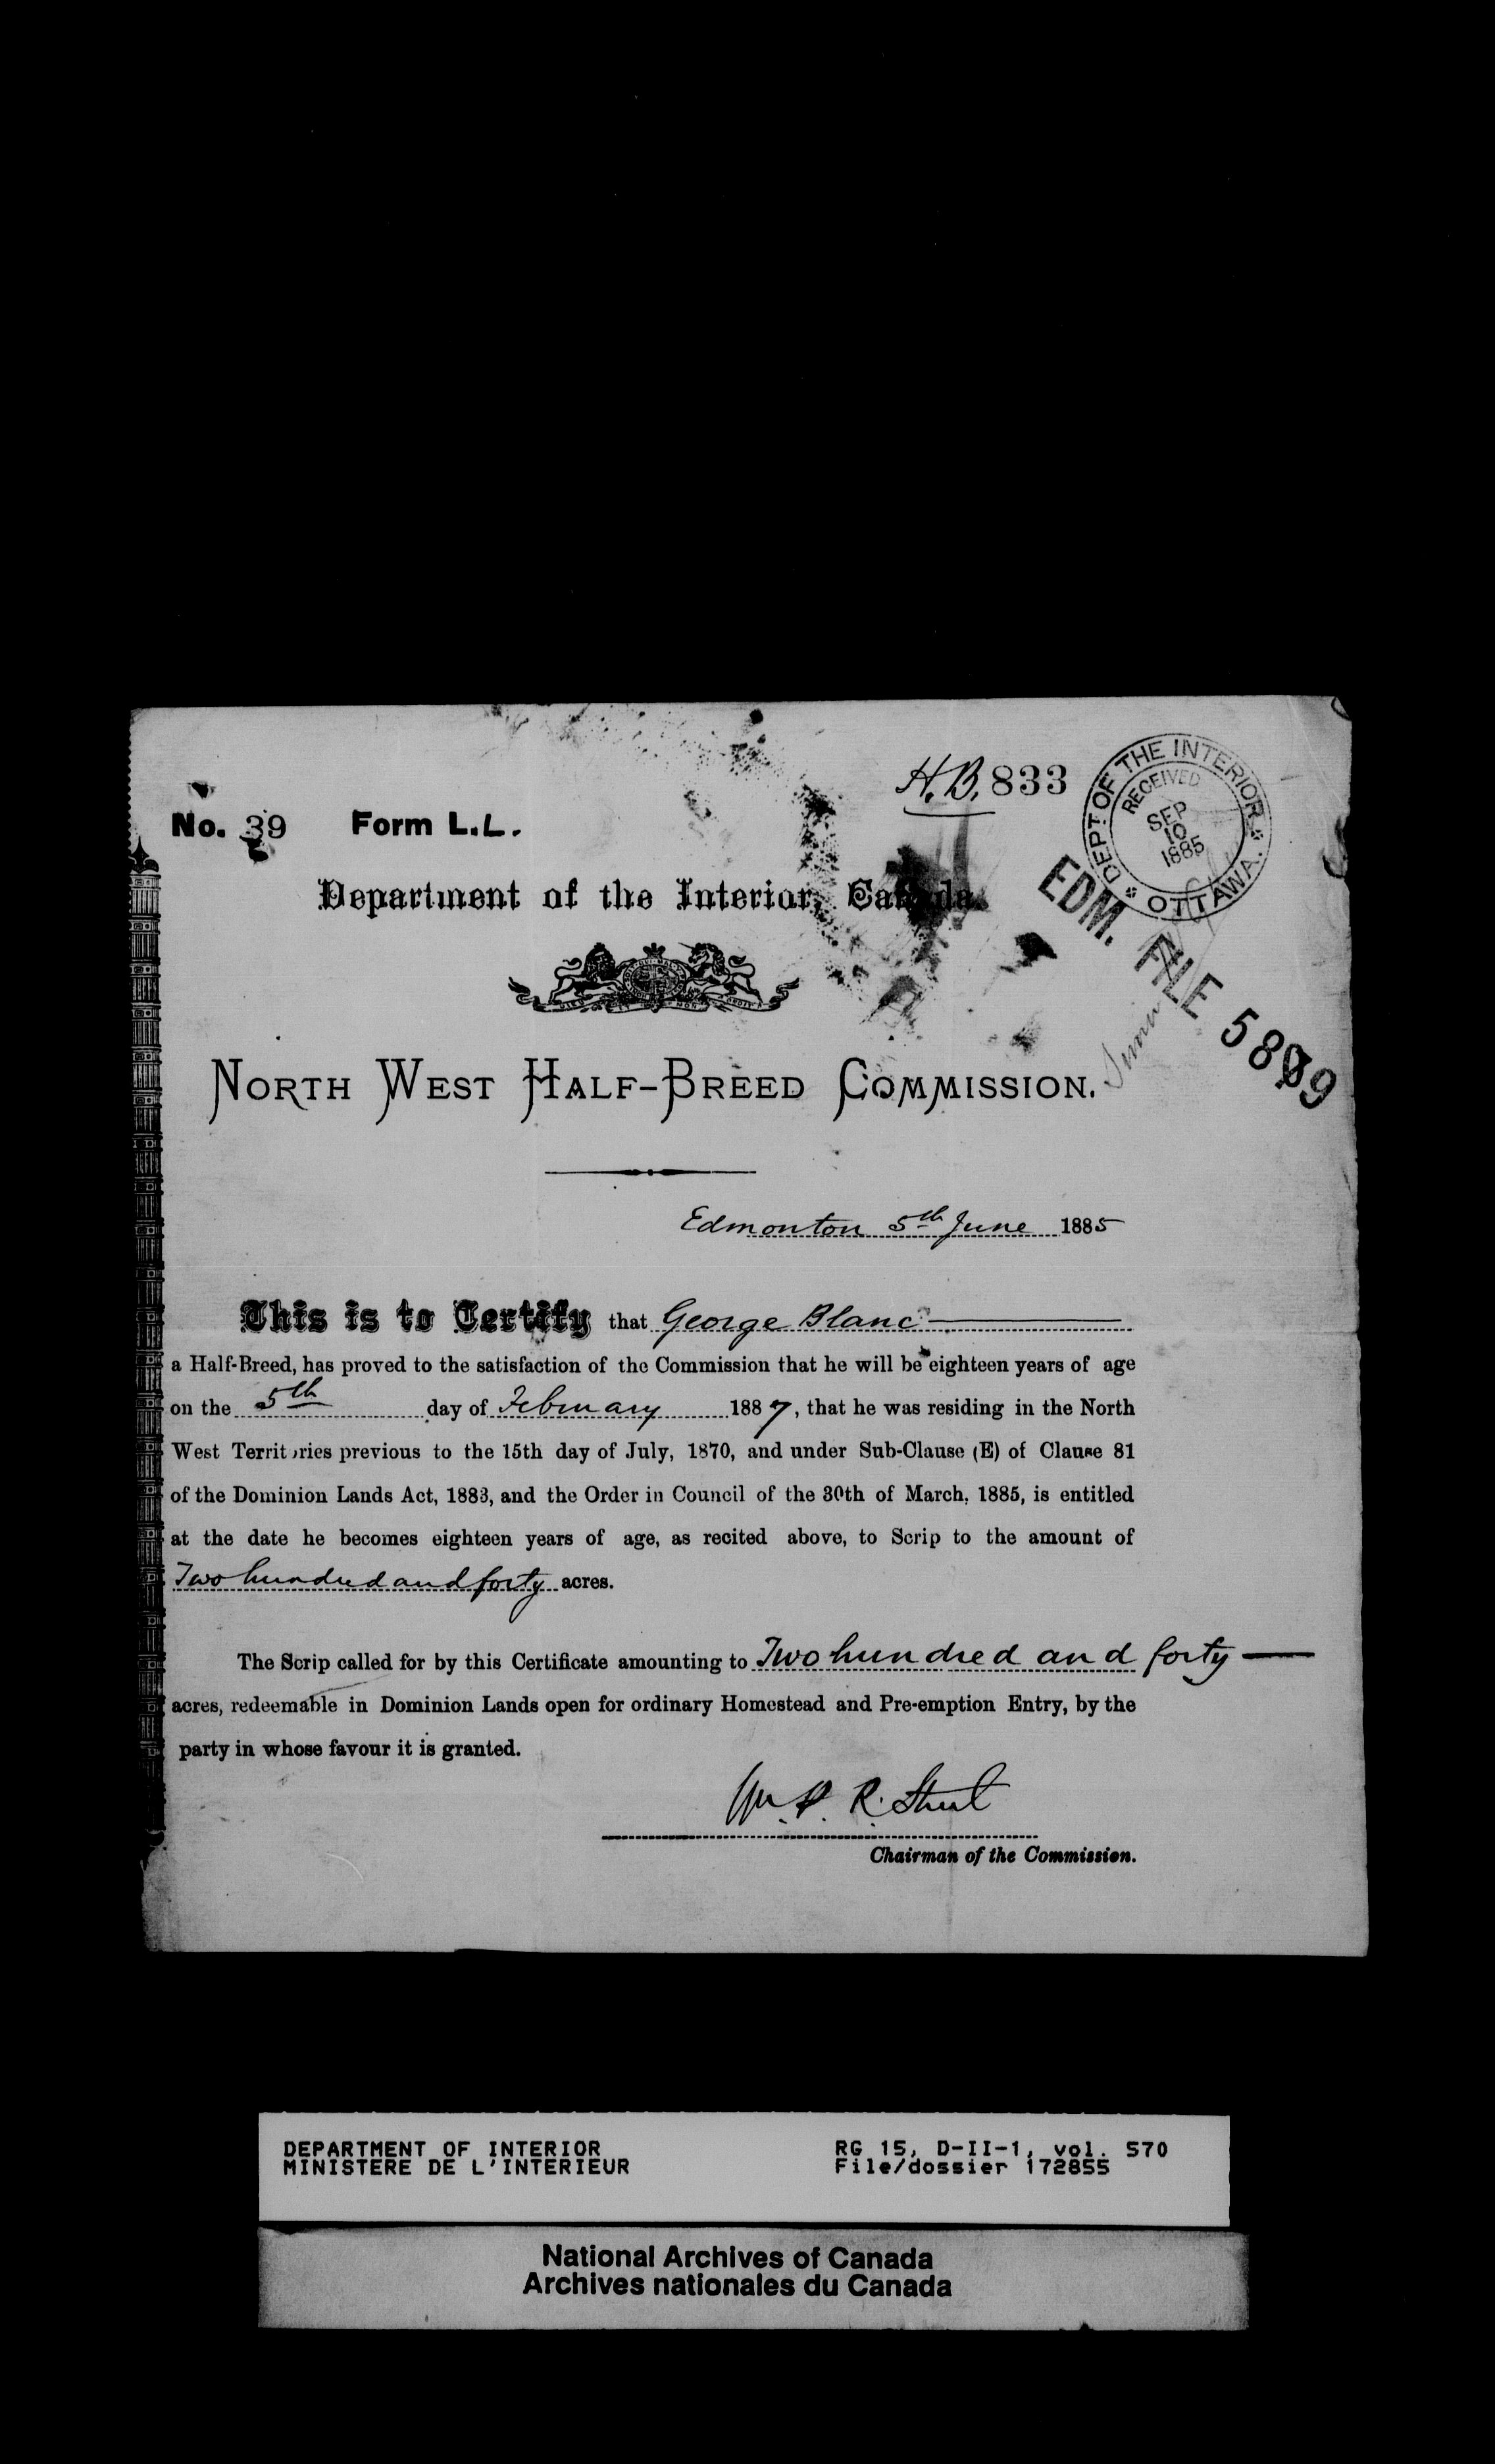 H.B. 833
DEPT OF THE INTERIOR
RECEIVED
SEP
10
1885
OTTAWA.
No. 39 Form L.L.
Department of the Interior, Canada.
EDM. FILE
North West Half-Breed Commission.
Edmonton 5th June 1885
This is to Certify that George Blanc
a Half-Breed, has proved to the satisfaction of the Commission that he will be eighteen years of age
on the 5th day of February 1887, that he was residing in the North
West Territories previous to the 15th day of July, 1870, and under Sub-Clause (E) of Clause 81
of the Dominion Lands Act, 1883, and the Order in Council of the 30th of March, 1885, is entitled
at the date he becomes eighteen years of age, as recited above, to Scrip to the amount of
Two hundred and forty acres.
The Scrip called for by this Certificate amounting to Two hundred and forty
acres, redeemable in Dominion Lands open for ordinary Homestead and Pre-emption Entry, by the
party in whose favour it is granted.
Wm P. R. Street
Chairman of the Commission.
DEPARTMENT OF INTERIOR RG 15, D-II-1, vol. 570
MINISTERE DE L'INTERIEUR File/dossier 172855
National Archives of Canada
Archives nationales du Canada